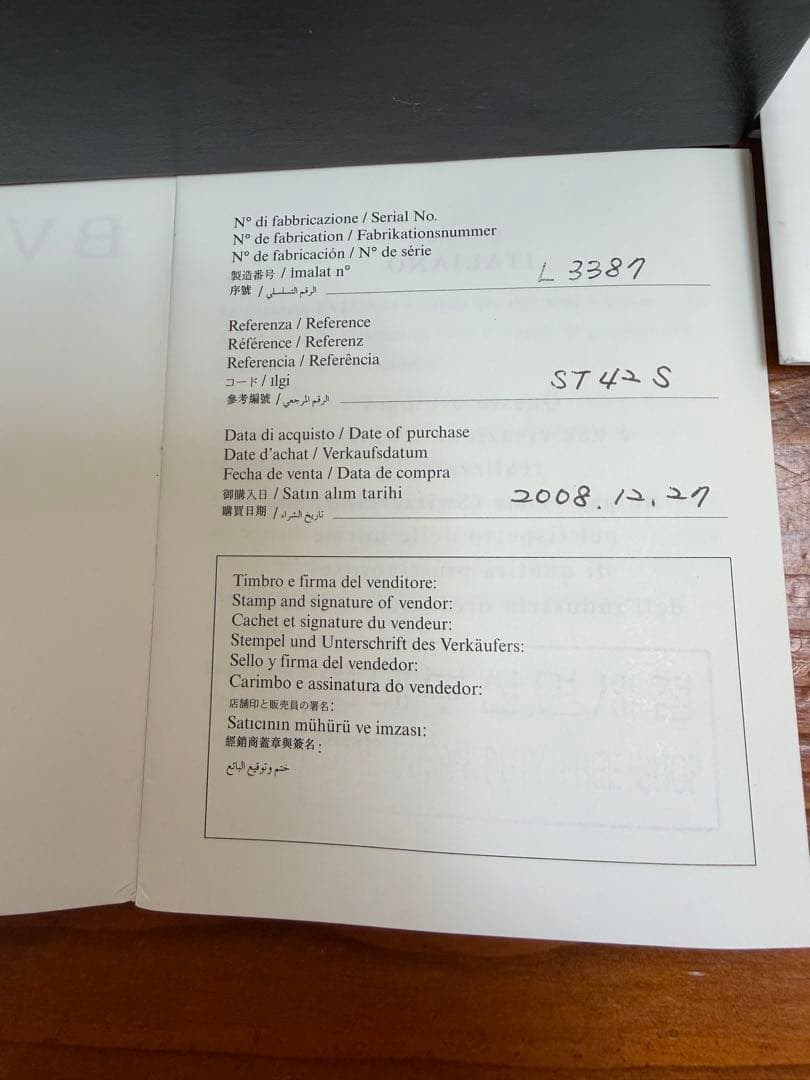 BV
N° di fabbricazione / Serial No.
N° de fabrication / Fabrikationsnummer
N° de fabricación / N° de série
製造番号 / imalat n°
序號 / الرقم التسلسلي
L 3387
Referenza / Reference
Référence / Referenz
Referencia / Referência
コード / ılgi
參考編號 / الرقم المرجعي
ST42S
Data di acquisto / Date of purchase
Date d'achat / Verkaufsdatum
Fecha de venta / Data de compra
御購入日 / Satın alim tarihi
購買日期 / تاريخ الشراء
2008.12.27
Timbro e firma del venditore:
Stamp and signature of vendor:
Cachet et signature du vendeur:
Stempel und Unterschrift des Verkäufers:
Sello y firma del vendedor:
Carimbo e assinatura do vendedor:
店舗印と販売員の署名:
Satıcının mühürü ve imzası:
經銷商蓋章與簽名:
ختم وتوقيع البائع